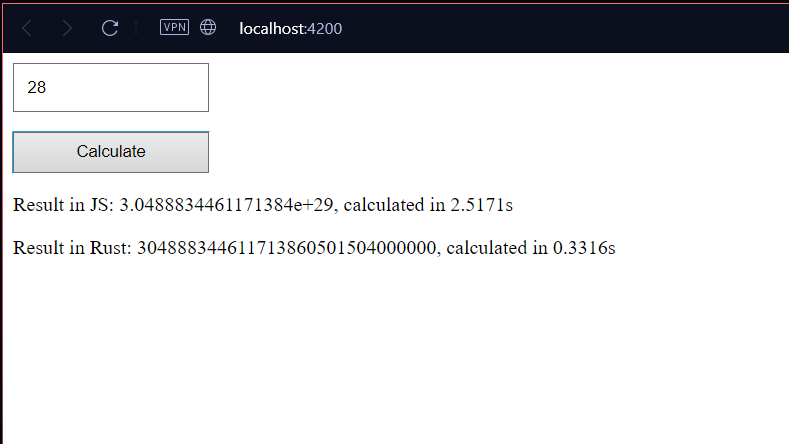 VPN localhost:4200
28
Calculate
Result in JS: 3.0488834461171384e+29, calculated in 2.5171s
Result in Rust: 304888344611713860501504000000, calculated in 0.3316s